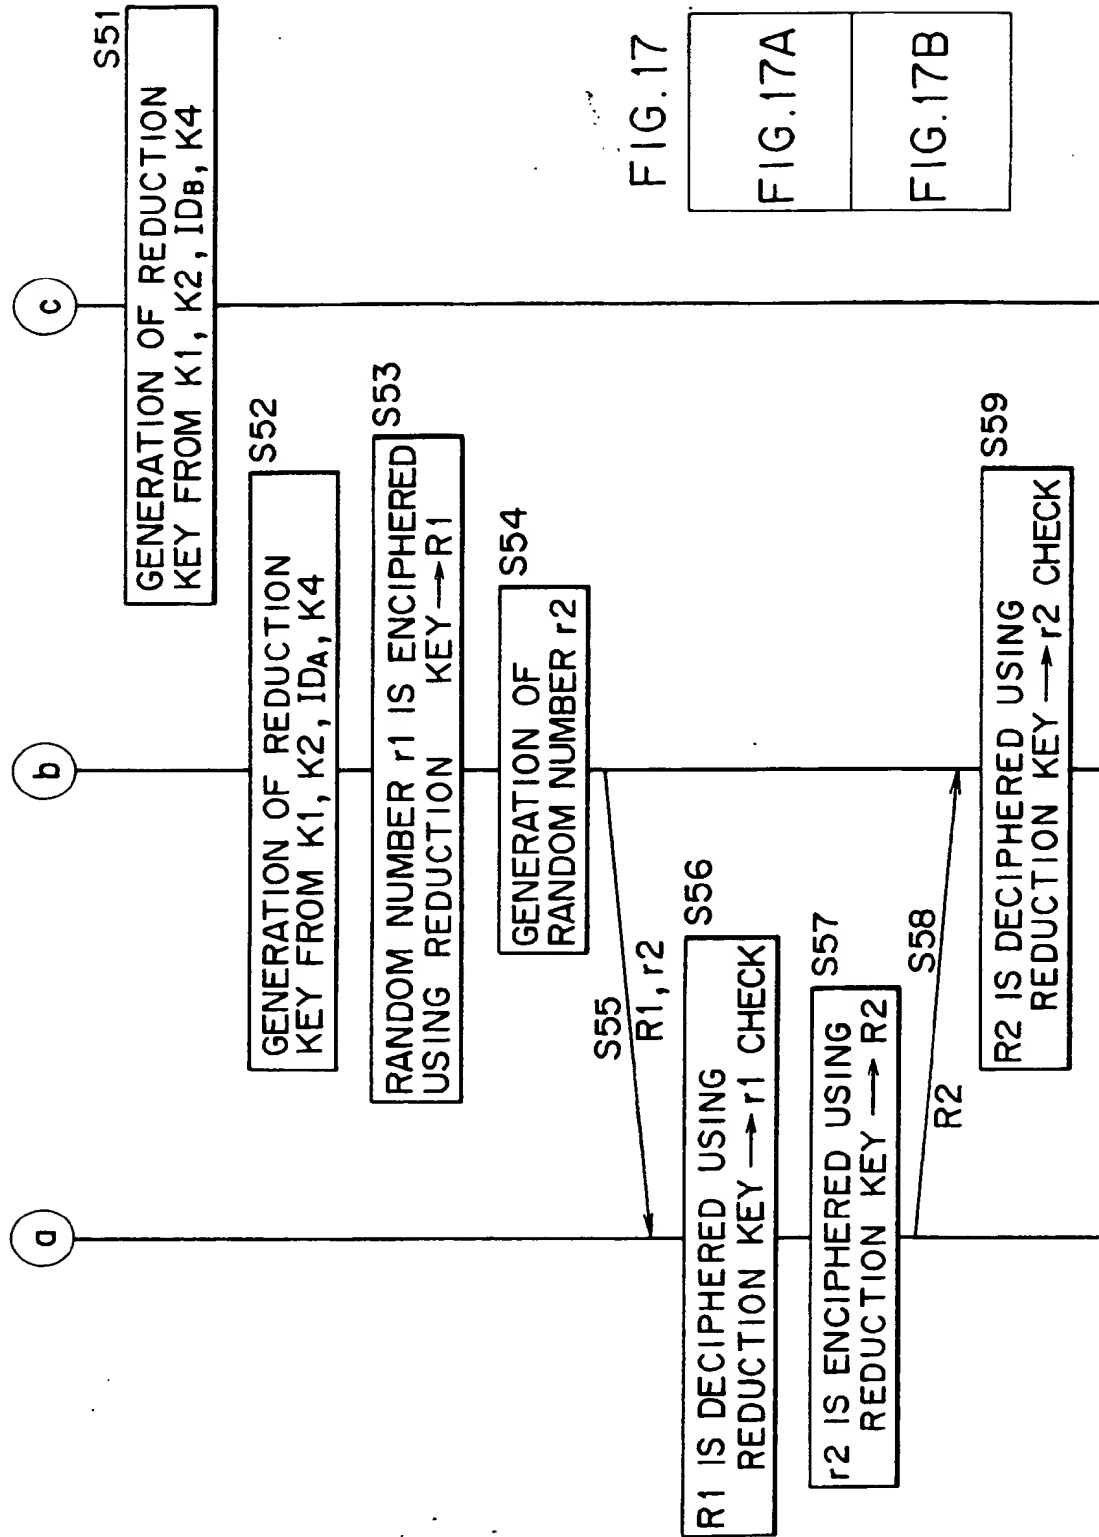 a
b
c
S51
GENERATION OF REDUCTION
KEY FROM K1, K2, IDB, K4
S52
GENERATION OF REDUCTION
KEY FROM K1, K2, IDA, K4
S53
RANDOM NUMBER r1 IS ENCIPHERED
USING REDUCTION KEY → R1
S54
GENERATION OF
RANDOM NUMBER r2
S55
R1, r2
S56
R1 IS DECIPHERED USING
REDUCTION KEY → r1 CHECK
S57
r2 IS ENCIPHERED USING
REDUCTION KEY → R2
S58
R2
S59
R2 IS DECIPHERED USING
REDUCTION KEY → r2 CHECK
FIG.17
FIG.17A
FIG.17B